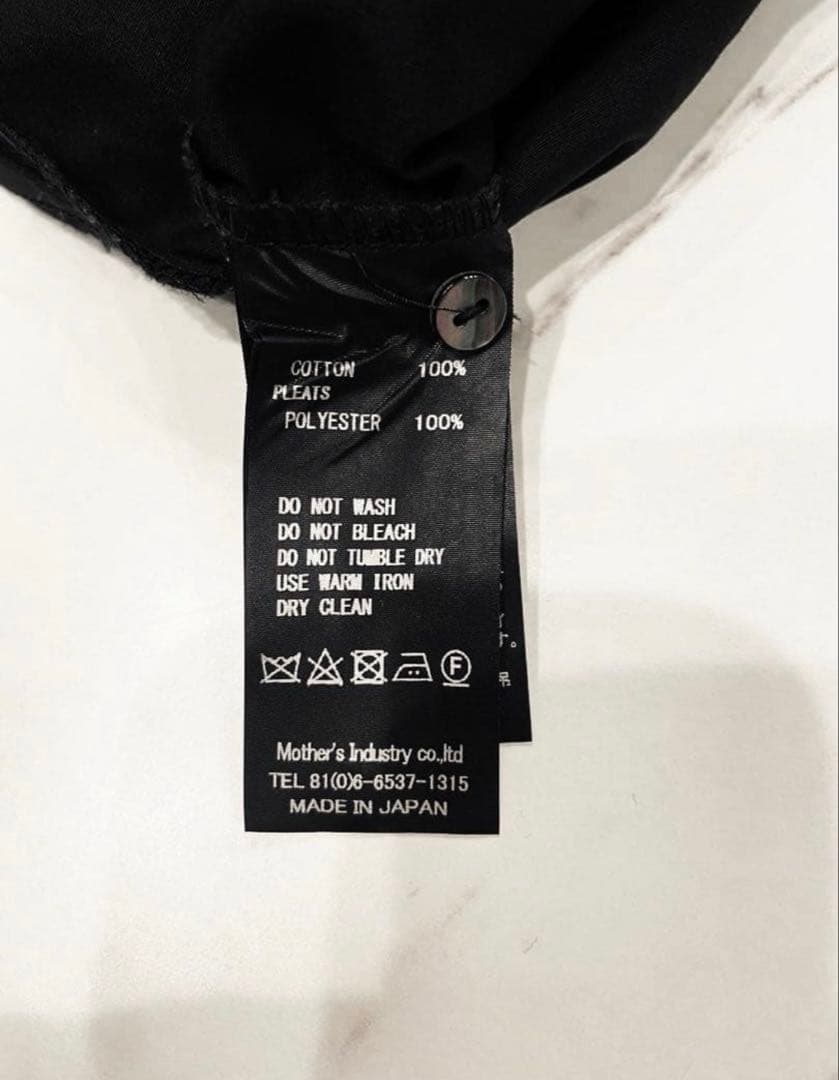 COTTON 100%
PLEATS
POLYESTER 100%
DO NOT WASH
DO NOT BLEACH
DO NOT TUMBLE DRY
USE WARM IRON
DRY CLEAN
F
Mother's Industry co.,ltd
TEL 81(0)6-6537-1315
MADE IN JAPAN
す。